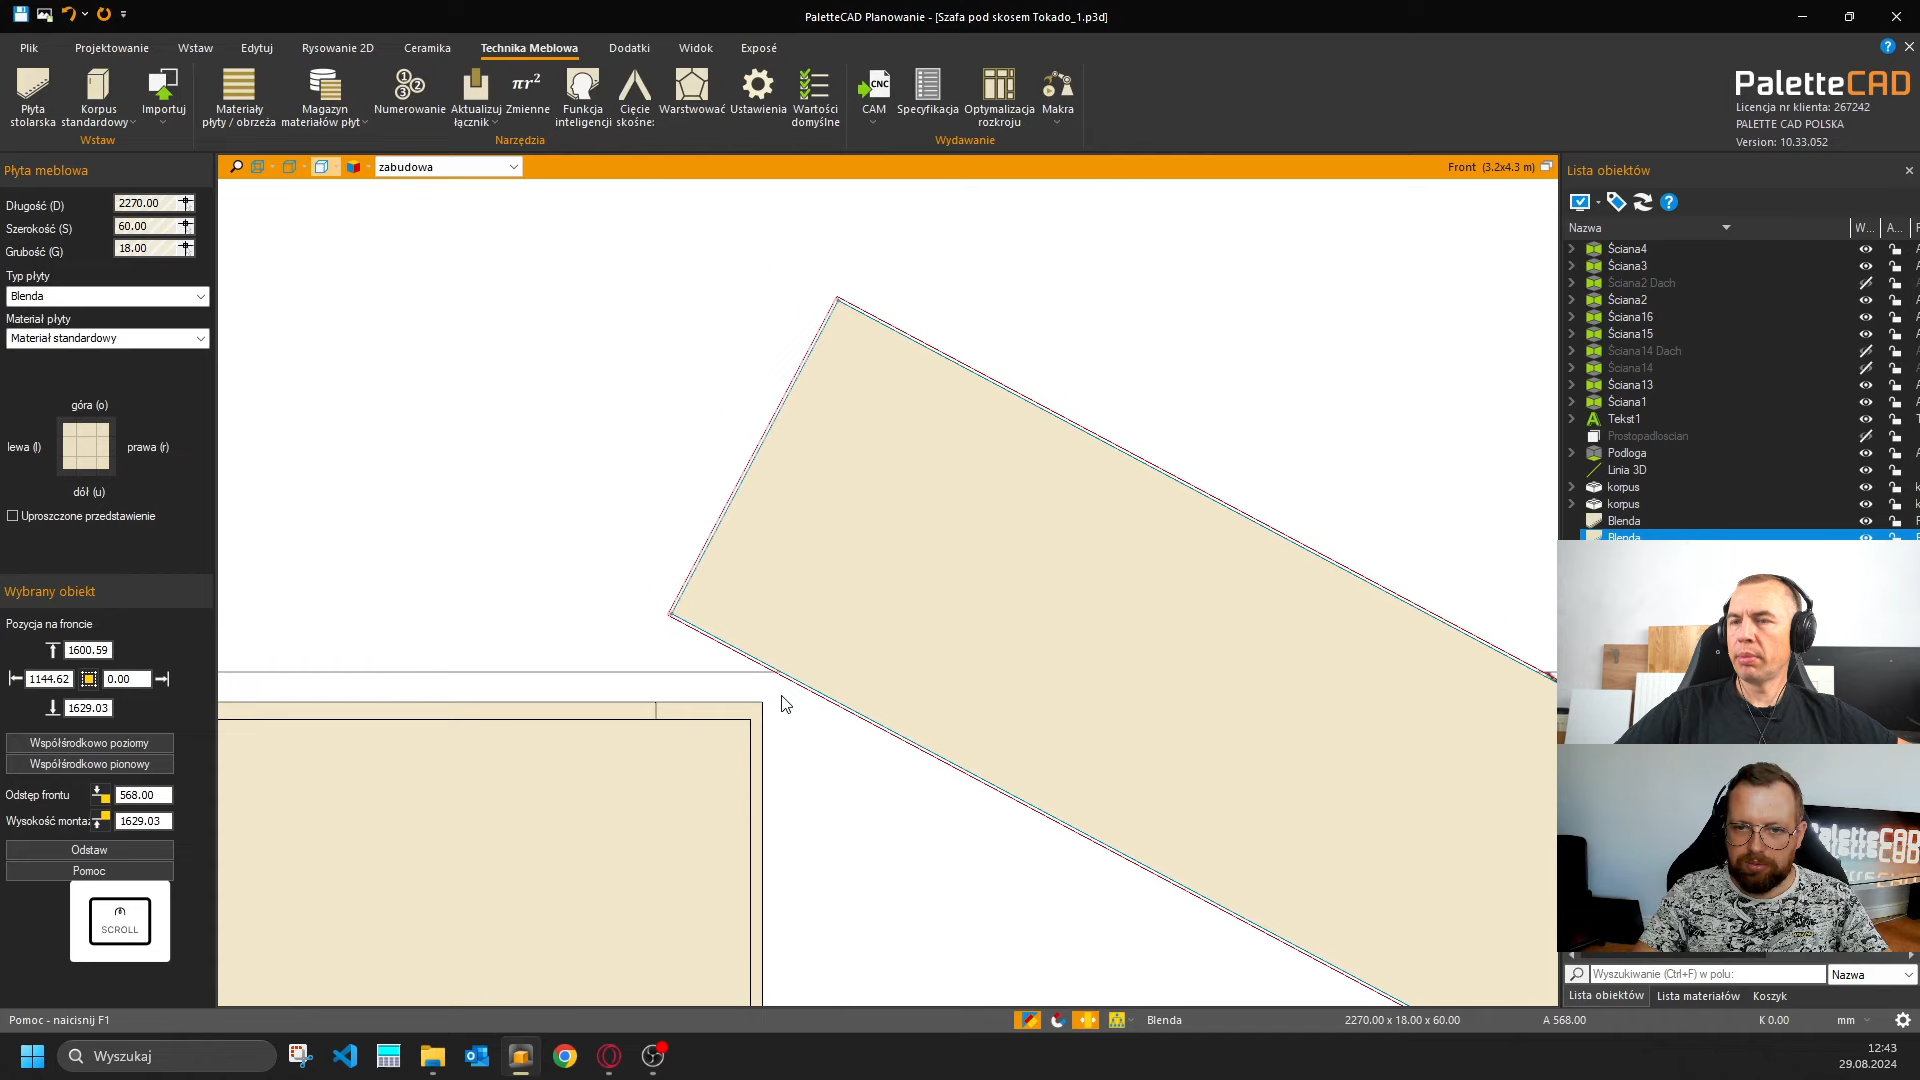 PaletteCAD Planowanie - [Szafa pod skosem Tokado_1.p3d]
Plik Projektowanie Wstaw Edytuj Rysowanie 2D Ceramika Technika Meblowa Dodatki Widok Exposé
Płyta stolarska
Korpus standardowy
Importuj
Materiały płyty / obrzeża
Magazyn materiałów płyt
Numerowanie
Aktualizuj łącznik
πr²
Zmienne
Funkcja inteligencji
Cięcie skośne:
Warstwować
Ustawienia
Wartości domyślne
CNC
CAM
Specyfikacja
Optymalizacja rozkroju
Makra
Wstaw
Narzędzia
Wydawanie
PaletteCAD
Licencja nr klienta: 267242
PALETTE CAD POLSKA
Version: 10.33.052
Płyta meblowa
Długość (D) 2270.00
Szerokość (S) 60.00
Grubość (G) 18.00
Typ płyty
Blenda
Materiał płyty
Materiał standardowy
góra (o)
lewa (l) prawa (r)
dół (u)
Uproszczone przedstawienie
Wybrany obiekt
Pozycja na froncie
1600.59
1144.62 0.00
1629.03
Współśrodkowo poziomy
Współśrodkowo pionowy
Odstęp frontu 568.00
Wysokość monta: 1629.03
Odstaw
Pomoc
SCROLL
zabudowa
Front (3.2x4.3 m)
Lista obiektów
Nazwa W... A...
Ściana4
Ściana3
Ściana2 Dach
Ściana2
Ściana16
Ściana15
Ściana14 Dach
Ściana14
Ściana13
Ściana1
Tekst1
Prostopadloscian
Podloga
Linia 3D
korpus
korpus
Blenda
Blenda
PaletteCAD
Wyszukiwanie (Ctrl+F) w polu: Nazwa
Lista obiektów Lista materiałów Koszyk
Pomoc - naicisnij F1 Blenda 2270.00 x 18.00 x 60.00 A 568.00 K 0.00 mm
Wyszukaj
12:43
29.08.2024